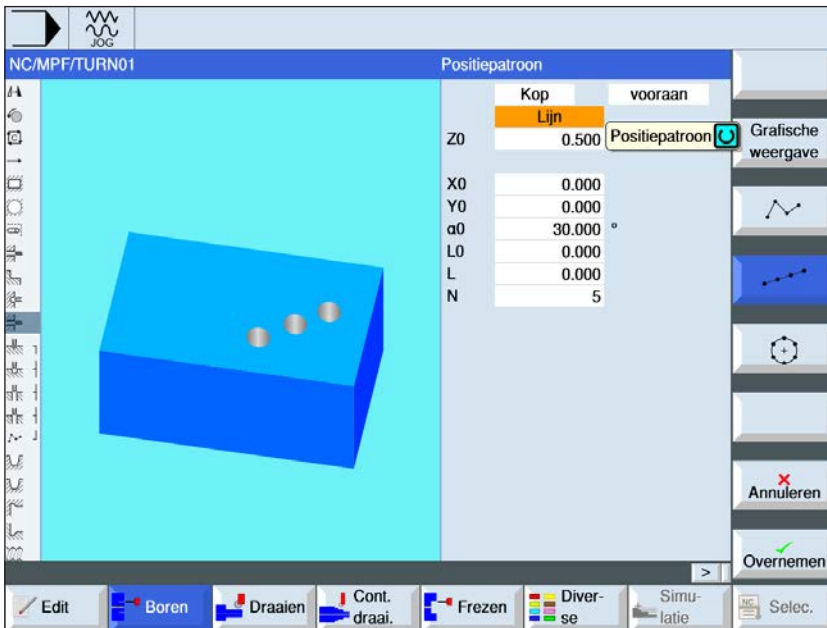 JOG
NC/MPF/TURN01
Positiepatroon
Kop vooraan
Lijn
Z0 0.500
Positiepatroon
X0 0.000
Y0 0.000
α0 30.000 °
L0 0.000
L 0.000
N 5
Grafische
weergave
Annuleren
Overnemen
>
Edit
Boren
Draaien
Cont.
draai.
Frezen
Diver-
se
Simu-
latie
NC
Selec.